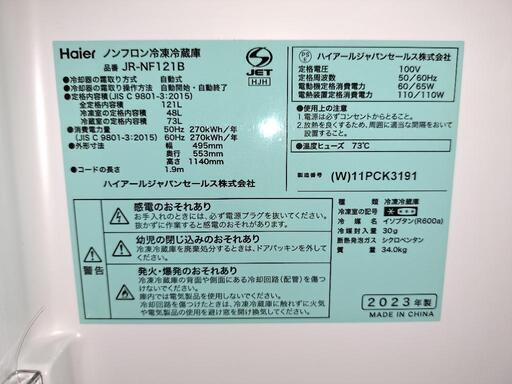 Haier ノンフロン冷凍冷蔵庫
品番 JR-NF121B
●冷却器の霜取り方式 自動式
●冷却器の霜取り操作方法 自動開始・自動終了
●定格内容積(JIS C 9801-3:2015)
全定格内容積 121L
冷凍室の定格内容積 48L
冷蔵室の定格内容積 73L
●消費電力量 50Hz 270kWh/年
(JIS C 9801-3:2015) 60Hz 270kWh/年
●外形寸法 幅 495mm
奥行 553mm
高さ 1140mm
●コードの長さ 1.9m
ハイアールジャパンセールス株式会社
JET
HJH
警告
感電のおそれあり
お手入れのときには、必ず電源プラグを抜いてください。
抜かずに作業すると感電することがあります。
幼児の閉じ込みのおそれあり
冷凍冷蔵庫を廃棄処分するときは、ドアパッキンを外してください。
発火・爆発のおそれあり
冷凍冷蔵庫の背面や側面にある冷却回路(配管)を傷つけないでください。
庫内では電気製品を使用しないでください。
冷却回路を傷つけたときは、冷凍冷蔵庫に触れずに火気や電気製品の使用を避け窓を開け換気してください。
PSE
ハイアールジャパンセールス株式会社
定格電圧 100V
定格周波数 50/60Hz
電動機定格消費電力 60/65W
電熱装置定格消費電力 110/110W
●使用上のご注意
1.電源は必ずコンセントからとること。
2.放熱を良くするため、周囲に適当な間隔をおいて設置すること。
●温度ヒューズ 73℃
製造番号 (W)11PCK3191
種類 冷凍冷蔵庫
冷凍室の記号
冷媒 イソブタン(R600a)
冷媒封入量 30g
断熱発泡ガス シクロペンタン
質量 34.0kg
2023年製
MADE IN CHINA